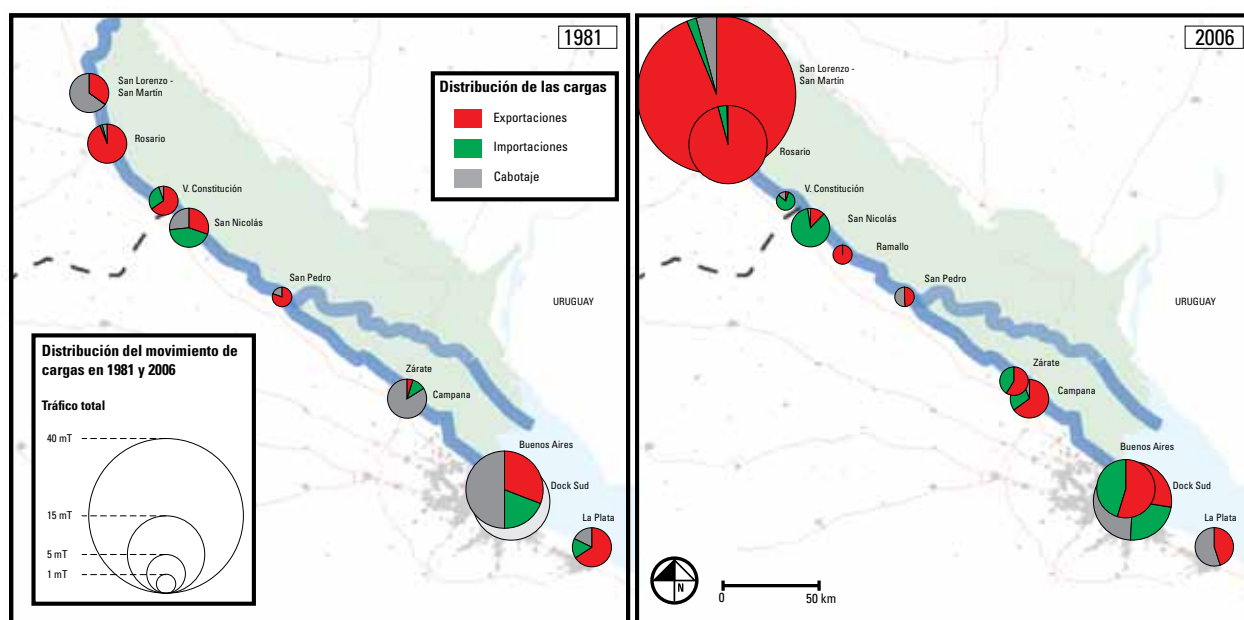 1981
San Lorenzo -
San Martín
Rosario
V. Constitución
San Nicolás
San Pedro
Zárate
Campana
Buenos Aires
Dock Sud
La Plata
URUGUAY
Distribución de las cargas
Exportaciones
Importaciones
Cabotaje
Distribución del movimiento de
cargas en 1981 y 2006
Tráfico total
40 mT
15 mT
5 mT
1 mT
2006
San Lorenzo -
San Martín
Rosario
V. Constitución
San Nicolás
Ramallo
San Pedro
URUGUAY
Zárate
Campana
Buenos Aires
Dock Sud
La Plata
N
0
50 km